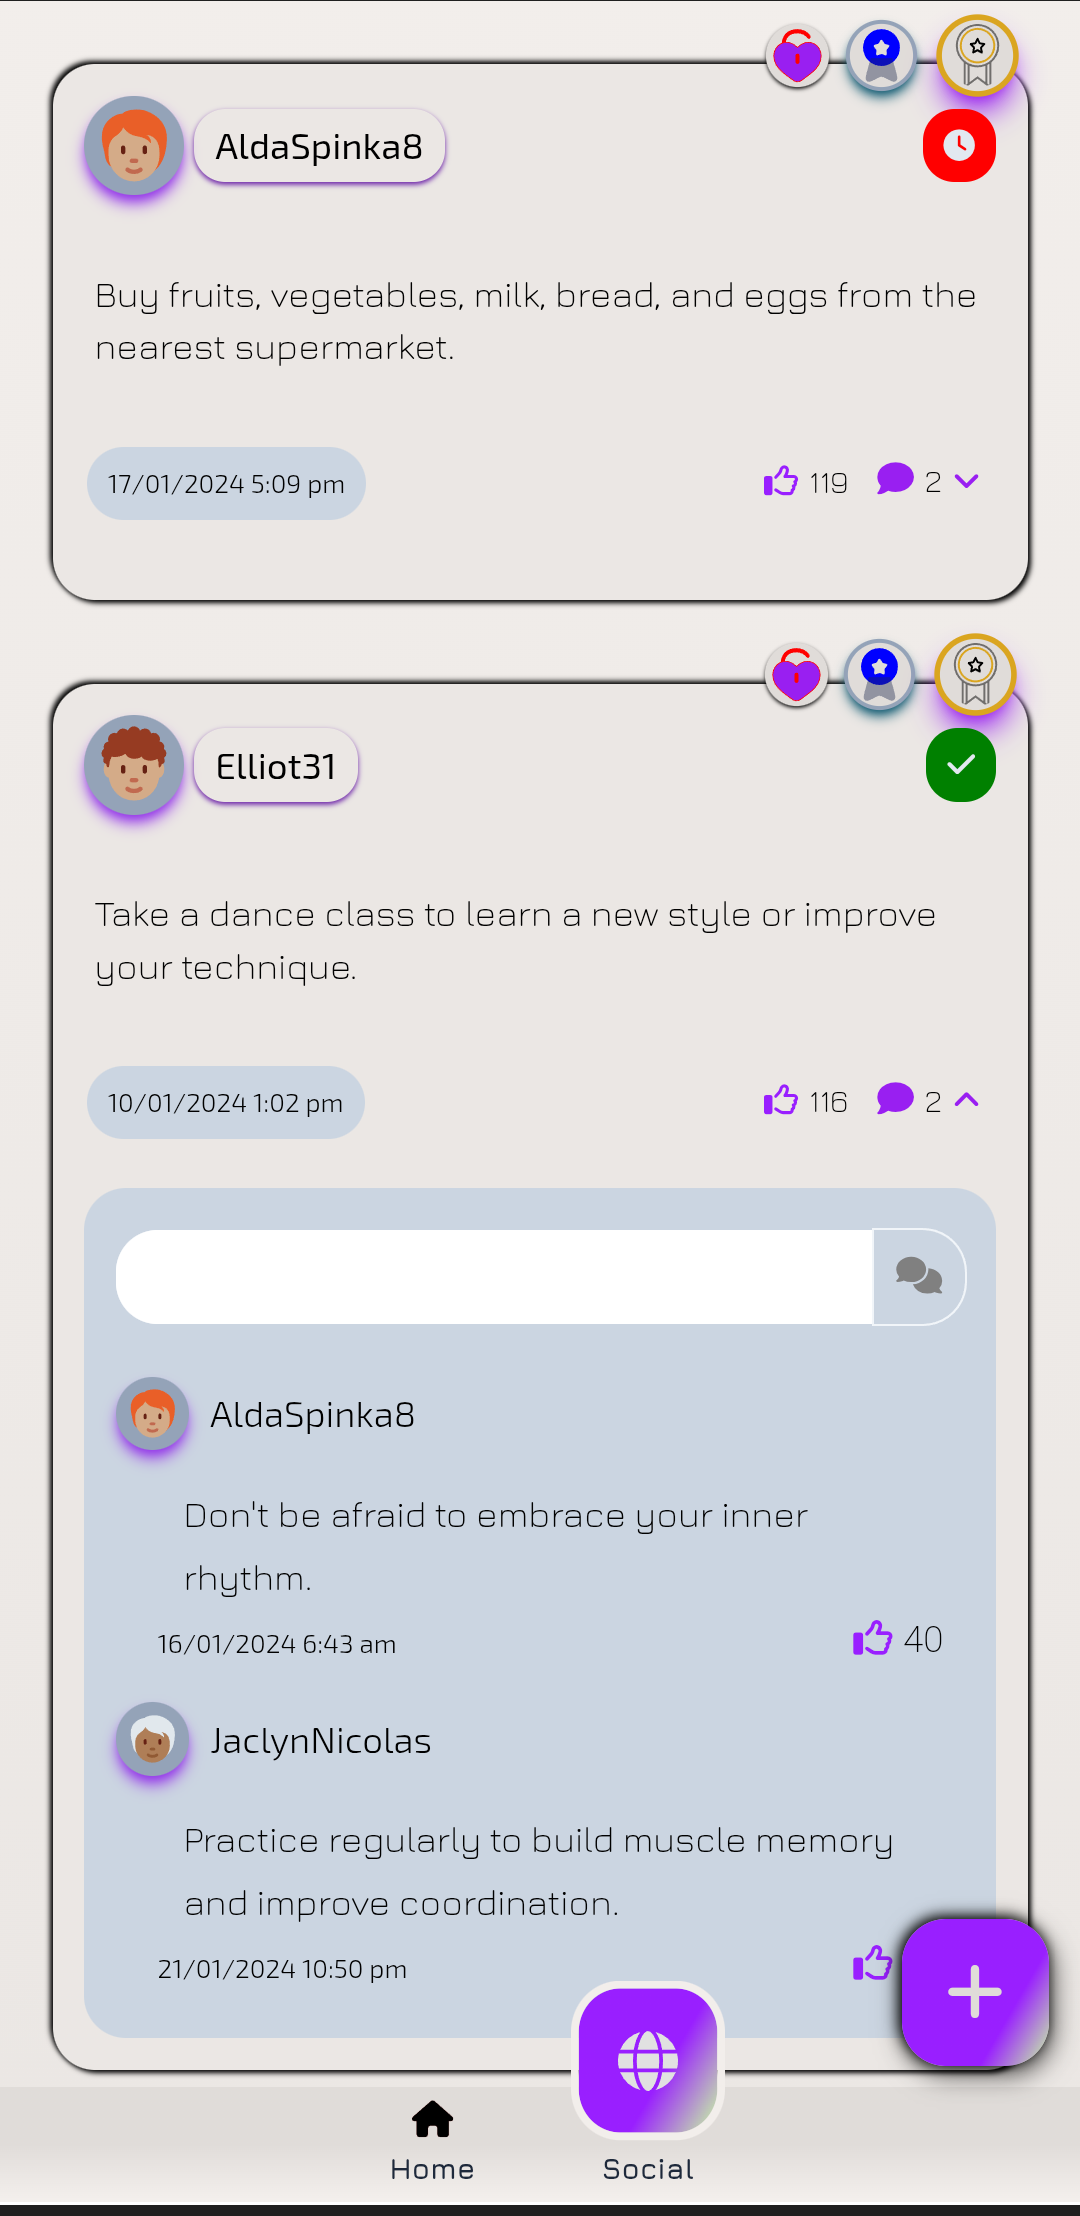 AldaSpinka8
Buy fruits, vegetables, milk, bread, and eggs from the
nearest supermarket.
17/01/2024 5:09 pm
119
2
Elliot31
Take a dance class to learn a new style or improve
your technique.
10/01/2024 1:02 pm
116
2
AldaSpinka8
Don't be afraid to embrace your inner
rhythm.
16/01/2024 6:43 am
40
JaclynNicolas
Practice regularly to build muscle memory
and improve coordination.
21/01/2024 10:50 pm
Home
Social